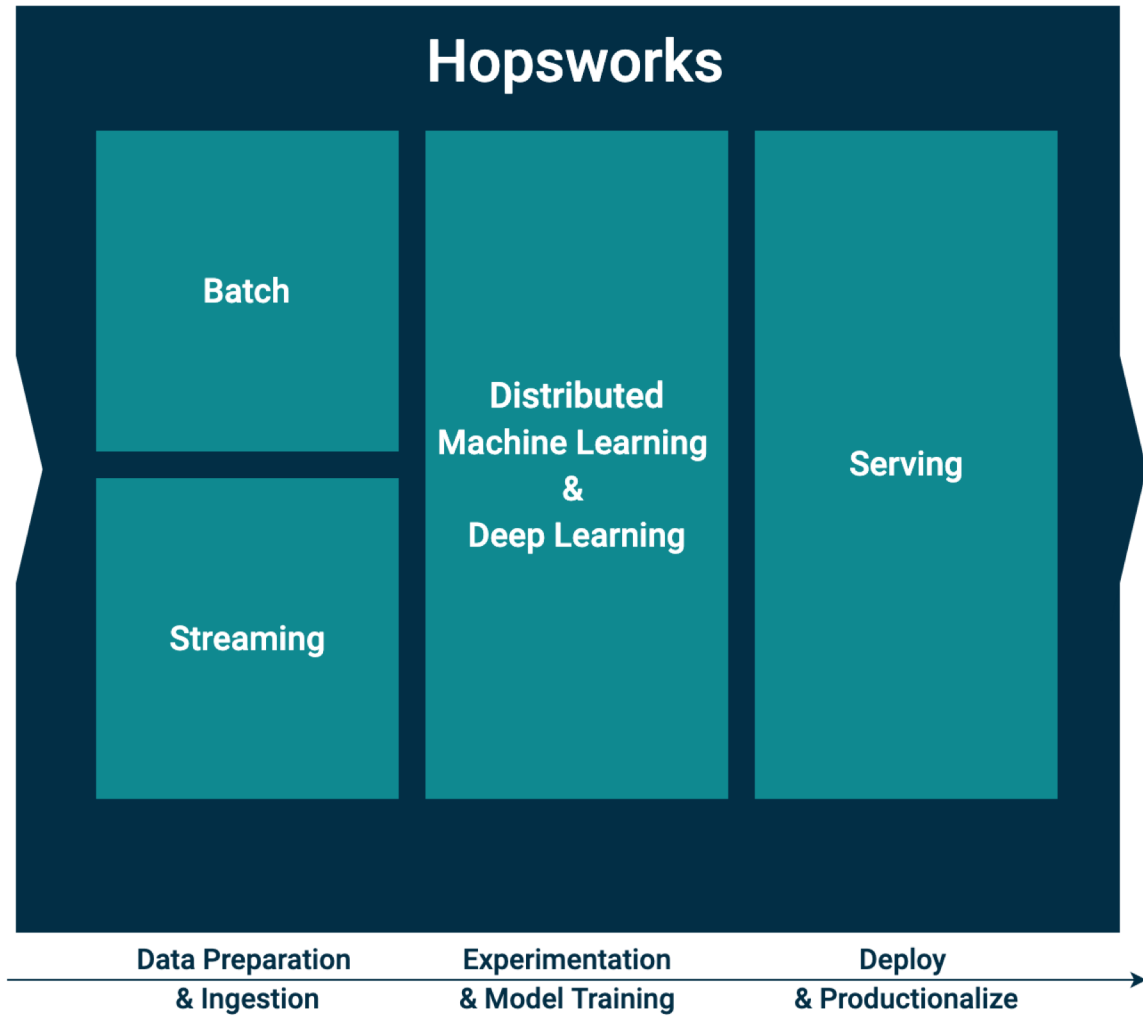 Hopsworks
Batch
Streaming
Distributed
Machine Learning
&
Deep Learning
Serving
Data Preparation
& Ingestion
Experimentation
& Model Training
Deploy
& Productionalize